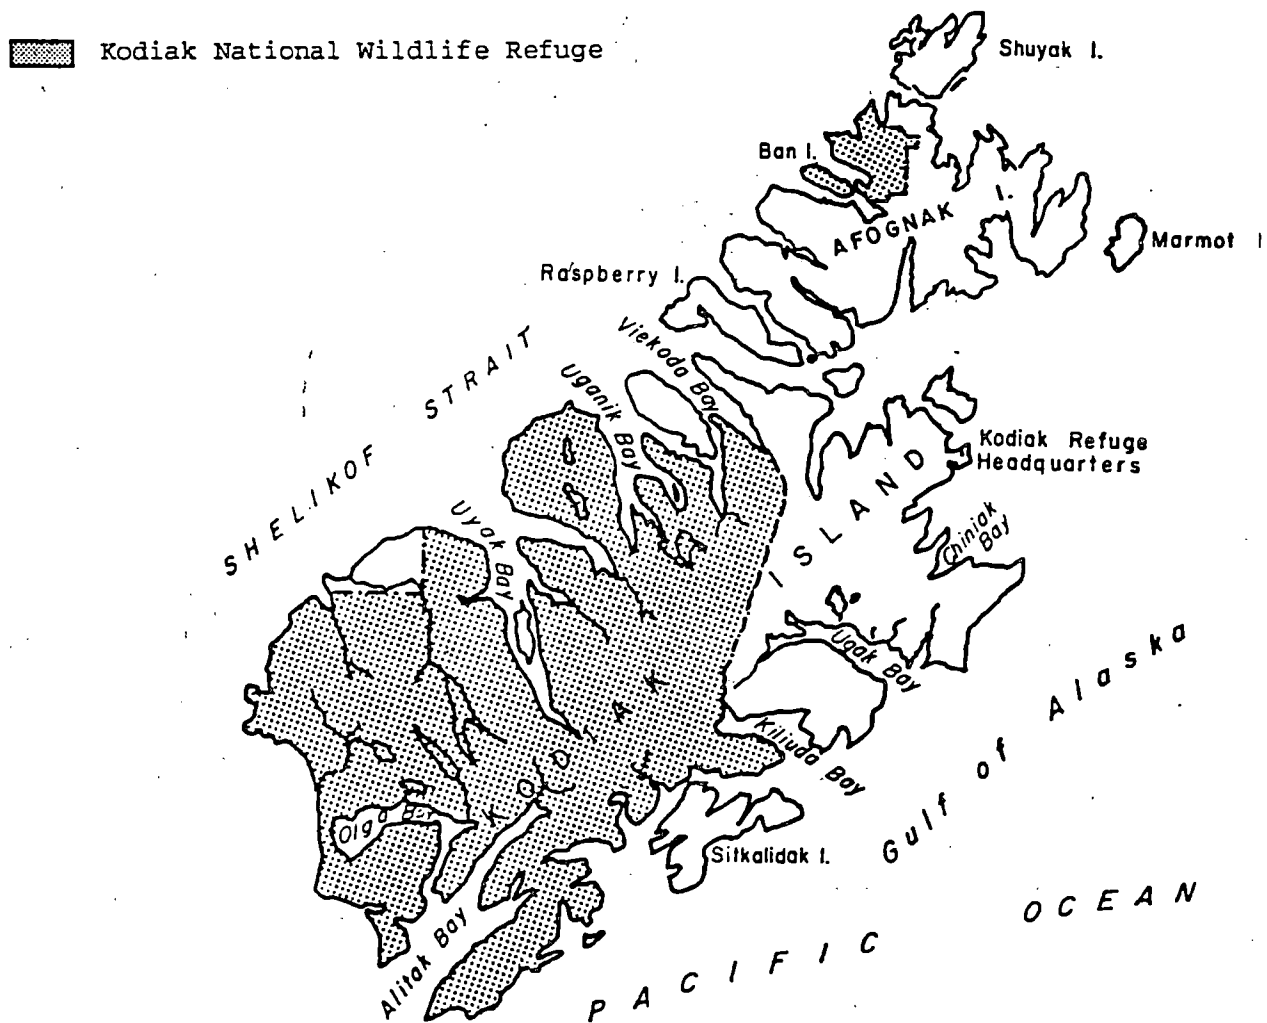 Kodiak National Wildlife Refuge
Shuyak I.
Ban I.
AFOGNAK I.
Marmot I
Raspberry I.
Viekoda Bay
Uganik Bay
SHELIKOF STRAIT
Kodiak Refuge
Headquarters
Uyak Bay
Chiniak
Bay
KODIAK ISLAND
Ugak Bay
Kiliuda Bay
Olga Bay
Sitkalidak I.
Alitak Bay
Gulf of Alaska
PACIFIC OCEAN